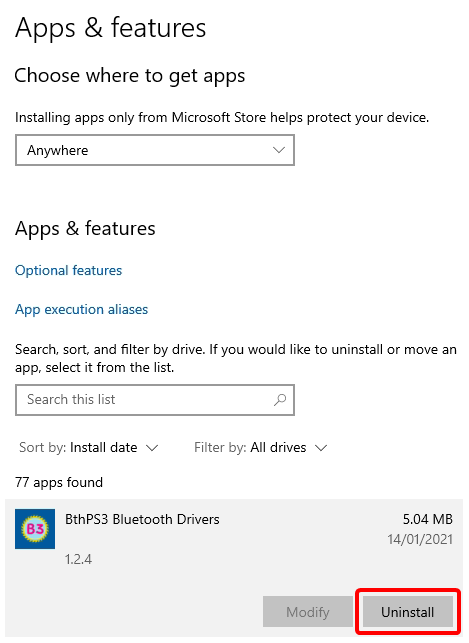 Apps & features
Choose where to get apps
Installing apps only from Microsoft Store helps protect your device.
Anywhere
Apps & features
Optional features
App execution aliases
Search, sort, and filter by drive. If you would like to uninstall or move an
app, select it from the list.
Search this list
Sort by: Install date Filter by: All drives
77 apps found
B3 BthPS3 Bluetooth Drivers 5.04 MB
14/01/2021
1.2.4
Modify Uninstall